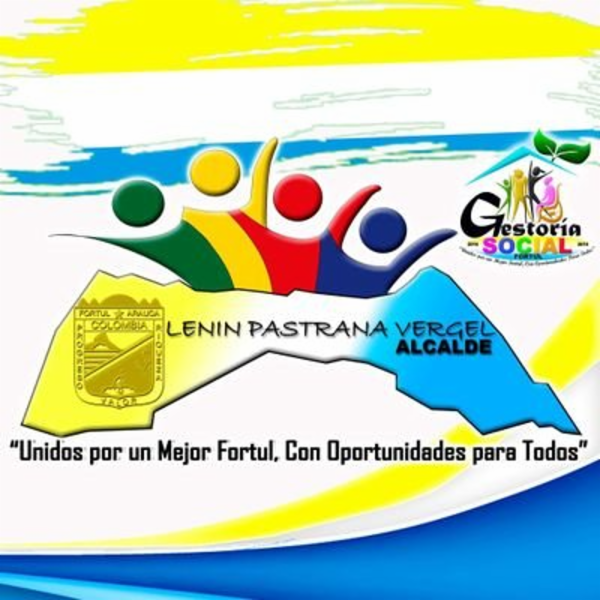 Gestoría
SOCIAL
FORTUL
FORTUL ★ ARAUCA
COLOMBIA
PROGRESO
RIQUEZA
VALOR
LENIN PASTRANA VERGEL
ALCALDE
“Unidos por un Mejor Fortul, Con Oportunidades para Todos”